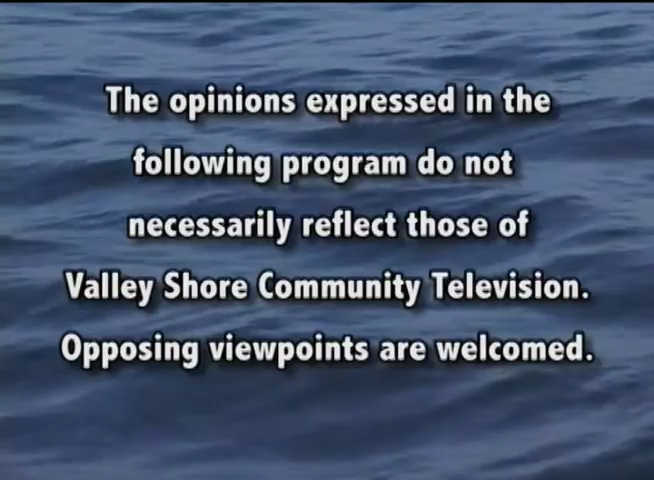 The opinions expressed in the
following program do not
necessarily reflect those of
Valley Shore Community Television.
Opposing viewpoints are welcomed.